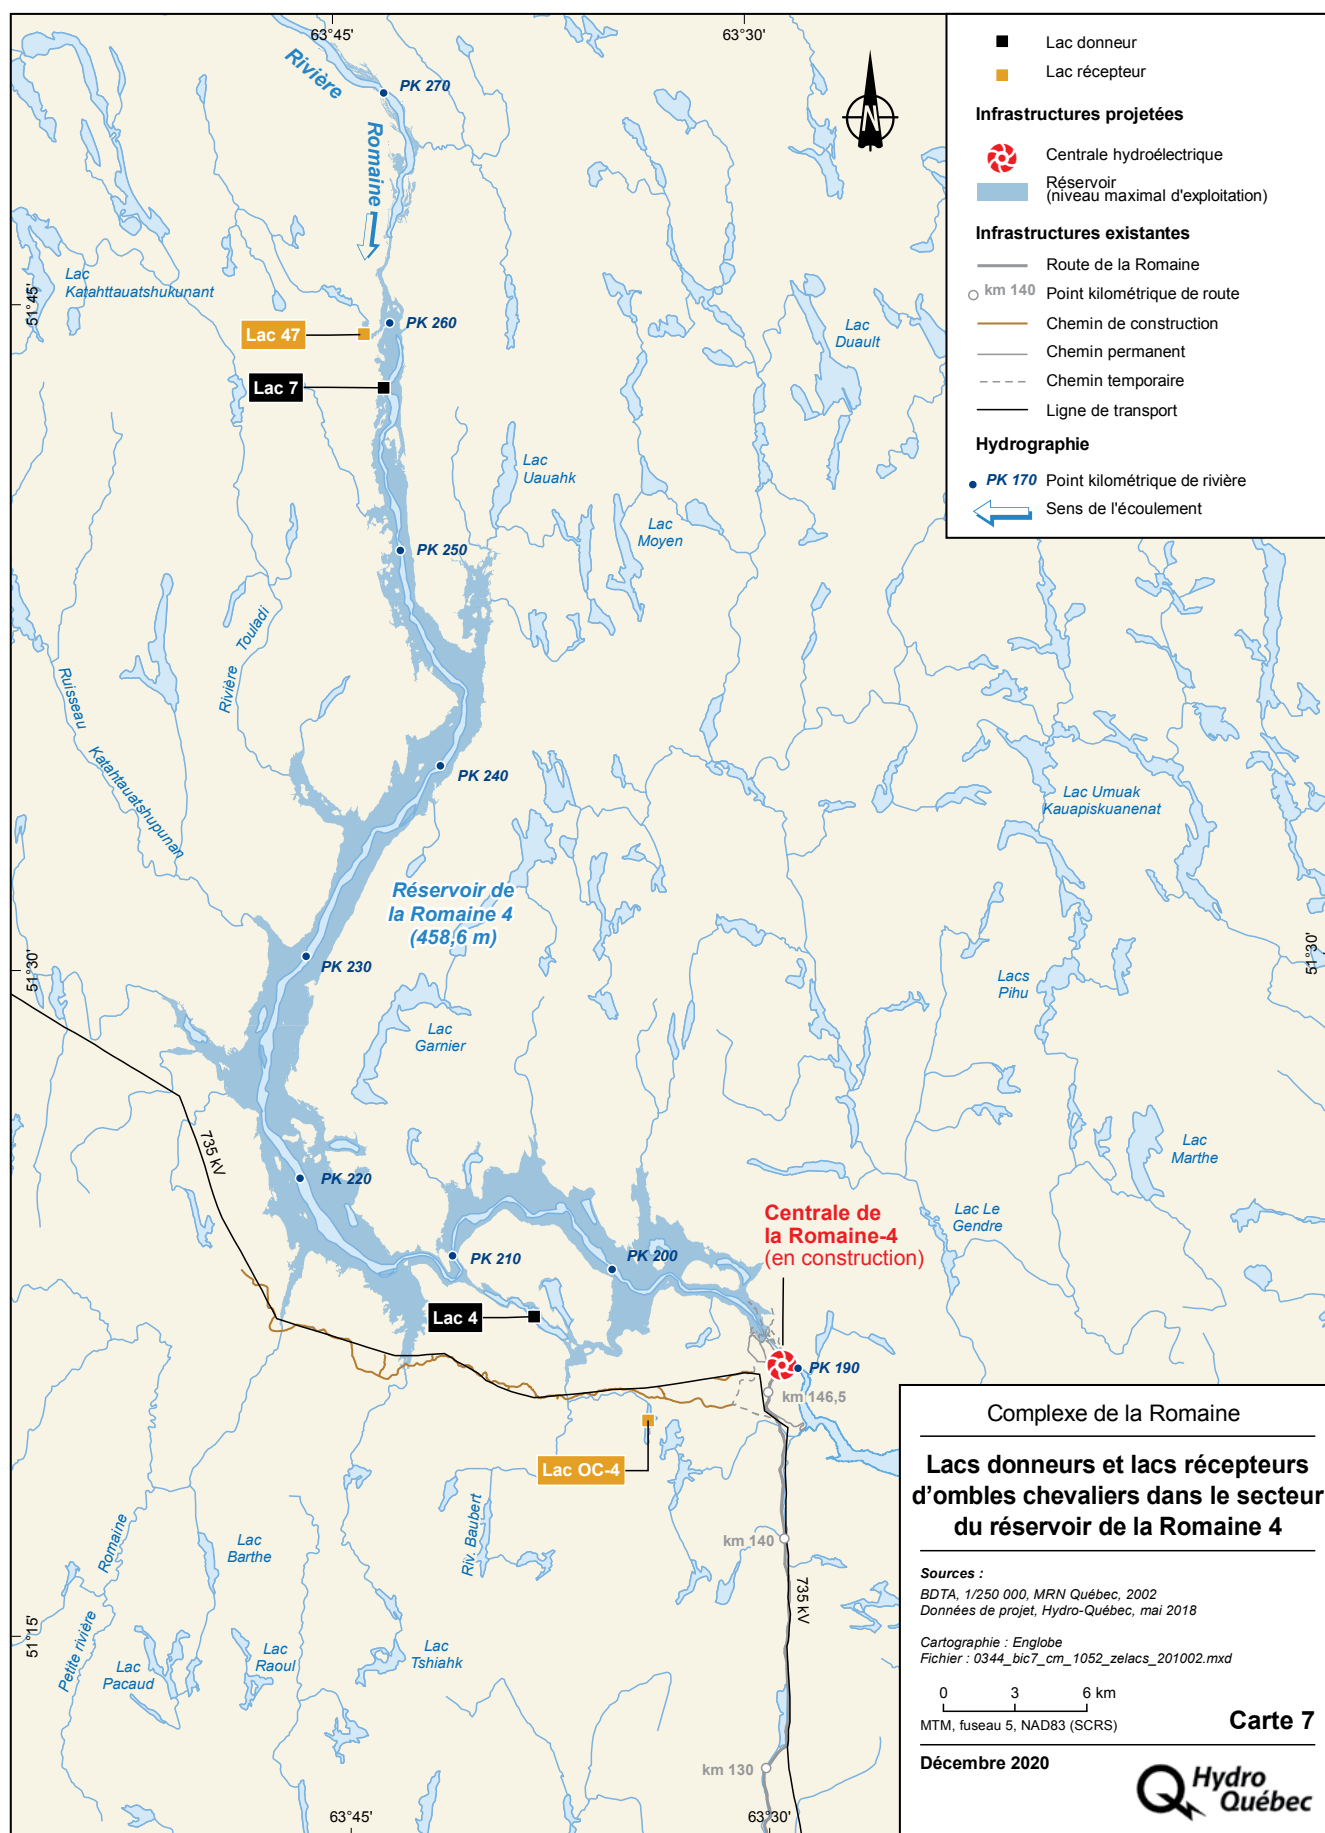 63°45'
63°30'
Rivière
Romaine
PK 270
Lac
Katahttauatshukunant
51°45'
PK 260
Lac 47
Lac 7
Lac
Duault
Lac
Uauahk
Lac
Moyen
PK 250
Rivière Touladi
Ruisseau Katahtauatshupunan
PK 240
Lac Umuak
Kauapiskuanenat
Réservoir de
la Romaine 4
(458,6 m)
51°30'
51°30'
PK 230
Lacs
Pihu
Lac
Garnier
735 kV
Lac
Marthe
PK 220
Lac Le
Gendre
Centrale de
la Romaine-4
(en construction)
PK 210
PK 200
Lac 4
PK 190
km 146,5
Lac OC-4
km 140
Riv. Baubert
Petite rivière Romaine
Lac
Barthe
735 kV
51°15'
Lac
Pacaud
Lac
Raoul
Lac
Tshiahk
km 130
63°45'
63°30'
Lac donneur
Lac récepteur
Infrastructures projetées
Centrale hydroélectrique
Réservoir
(niveau maximal d'exploitation)
Infrastructures existantes
Route de la Romaine
km 140 Point kilométrique de route
Chemin de construction
Chemin permanent
Chemin temporaire
Ligne de transport
Hydrographie
PK 170 Point kilométrique de rivière
Sens de l'écoulement
N
Complexe de la Romaine
Lacs donneurs et lacs récepteurs
d'ombles chevaliers dans le secteur
du réservoir de la Romaine 4
Sources :
BDTA, 1/250 000, MRN Québec, 2002
Données de projet, Hydro-Québec, mai 2018
Cartographie : Englobe
Fichier : 0344_bic7_cm_1052_zelacs_201002.mxd
0 3 6 km
MTM, fuseau 5, NAD83 (SCRS)
Carte 7
Décembre 2020
Hydro
Québec